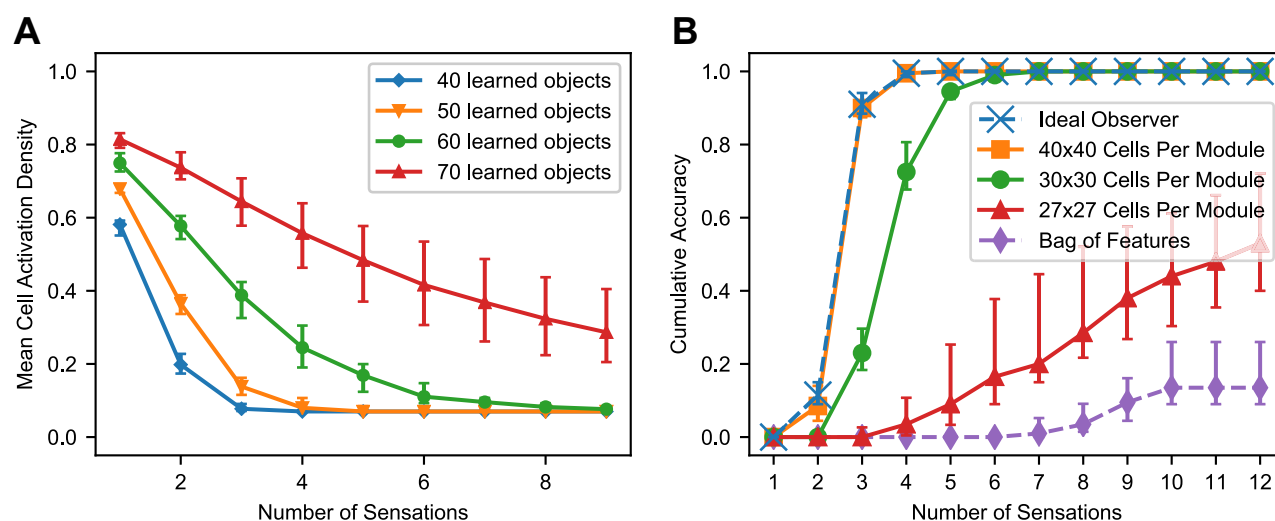 A
Mean Cell Activation Density
1.0
0.8
0.6
0.4
0.2
0.0
2 4 6 8
Number of Sensations
40 learned objects
50 learned objects
60 learned objects
70 learned objects
B
Cumulative Accuracy
1.0
0.8
0.6
0.4
0.2
0.0
1 2 3 4 5 6 7 8 9 10 11 12
Number of Sensations
Ideal Observer
40x40 Cells Per Module
30x30 Cells Per Module
27x27 Cells Per Module
Bag of Features